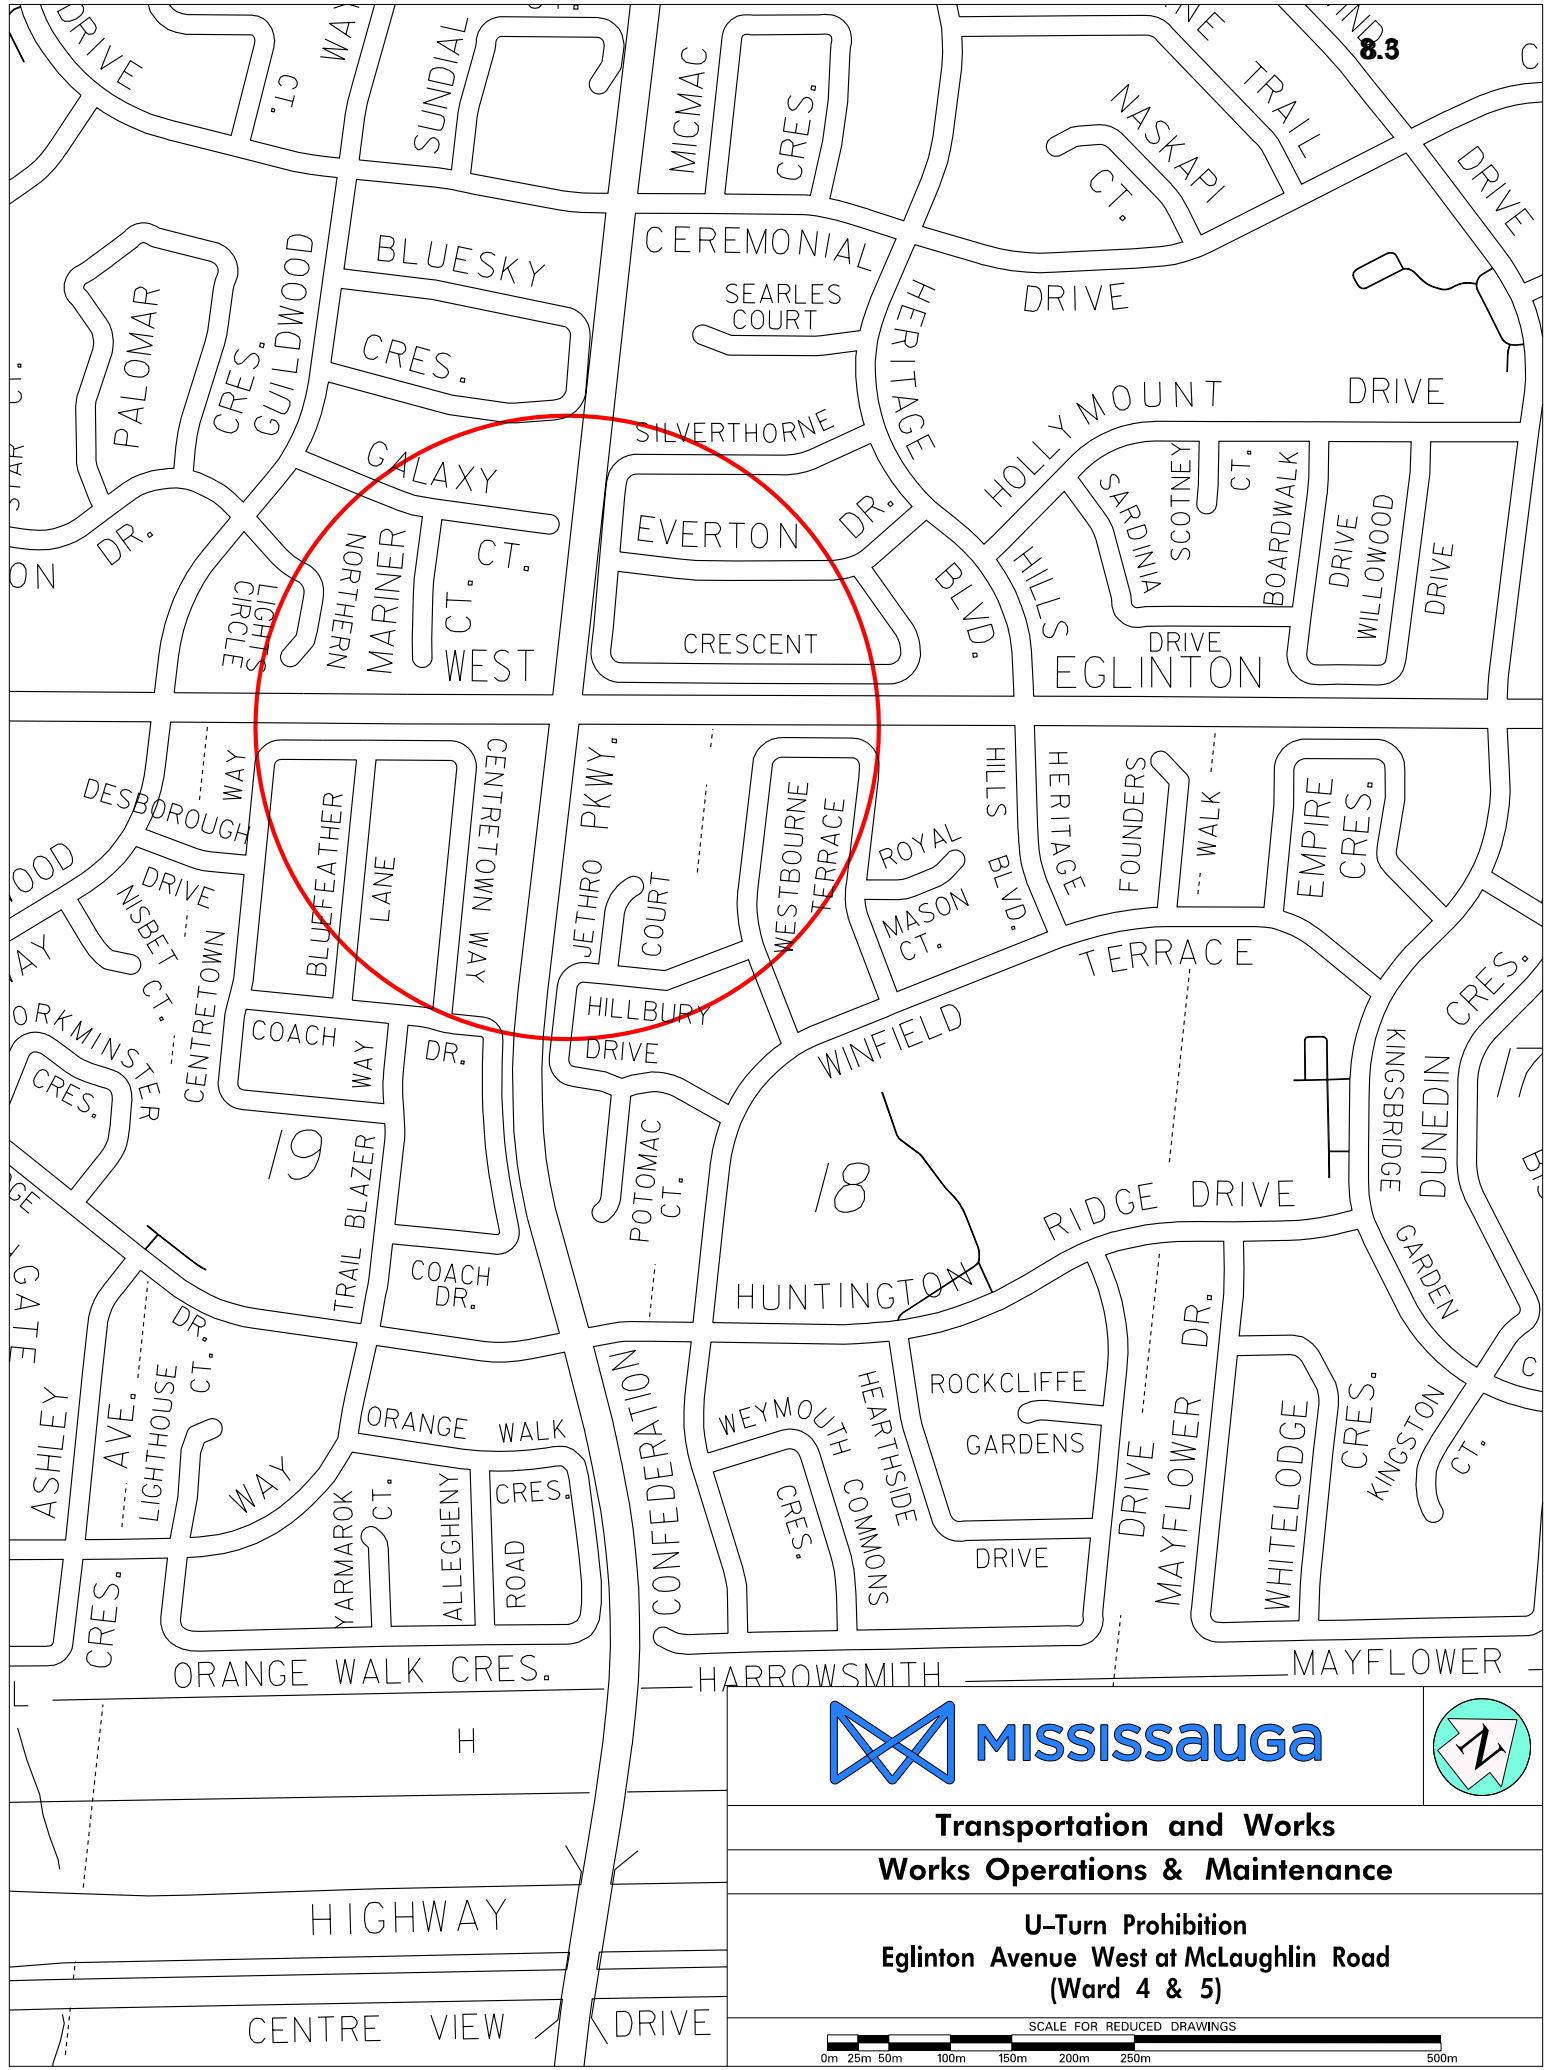 8.3
DRIVE
CT.
WAY
SUNDIAL
MICMAC
CRES.
NASKAPI
CT.
TRAIL
DRIVE
C
BLUESKY
CRES.
CEREMONIAL
DRIVE
SEARLES
COURT
HERITAGE
HILLS
BLVD.
PALOMAR
CRES.
GUILDWOOD
DR.
ON
GALAXY
CT.
SILVERTHORNE
CRESCENT
EVERTON
DR.
HOLLYMOUNT
DRIVE
SARDINIA
DRIVE
SCOTNEY
CT.
BOARDWALK
DRIVE
WILLOWOOD
DRIVE
NORTHERN
LIGHTS
CIRCLE
MARINER
CT.
WEST
EGLINTON
DESBOROUGH
DRIVE
WAY
BLUFFEATHER
LANE
CENTRETOWN WAY
JETHRO
COURT
PKWY.
WESTBOURNE
TERRACE
ROYAL
MASON
CT.
HILLS
BLVD.
HERITAGE
FOUNDERS
WALK
EMPIRE
CRES.
OOD
NISBET
CT.
CENTRETOWN
COACH
DR.
WAY
HILLBURY
DRIVE
WINFIELD
TERRACE
CRES.
DUNEDIN
KINGSBRIDGE
GARDEN
ORKMINSTER
CRES.
19
18
17
TRAIL BLAZER
COACH
DR.
POTOMAC
CT.
HUNTINGTON
RIDGE DRIVE
GATE
DR.
ASHLEY
AVE.
LIGHTHOUSE
CT.
WAY
ORANGE WALK
CRES.
YARMAROK
CT.
ALLEGHENY
ROAD
CONFEDERATION
WEYMOUTH COMMONS
CRES.
HEARTHSIDE
DRIVE
ROCKCLIFFE
GARDENS
DRIVE
MAYFLOWER DR.
WHITELODGE
CRES.
KINGSTON
CT.
CRES.
ORANGE WALK CRES.
HARROWSMITH
MAYFLOWER
L
H
HIGHWAY
CENTRE VIEW DRIVE
MISSISSAUGA
N
Transportation and Works
Works Operations & Maintenance
U-Turn Prohibition
Eglinton Avenue West at McLaughlin Road
(Ward 4 & 5)
SCALE FOR REDUCED DRAWINGS
0m 25m 50m 100m 150m 200m 250m 500m